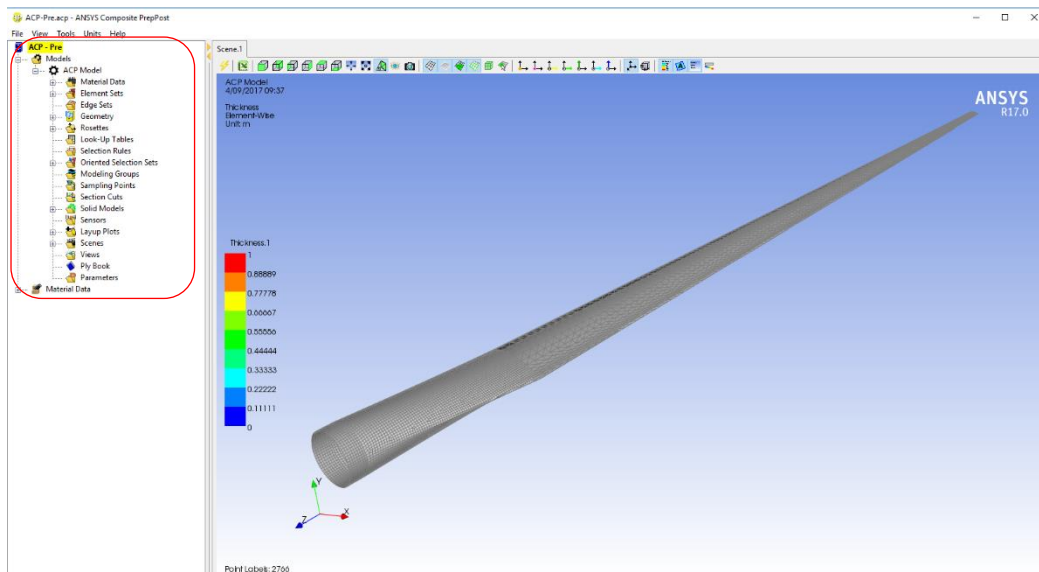 ACP-Pre.acp - ANSYS Composite PrepPost
File View Tools Units Help
ACP - Pre
Models
ACP Model
Material Data
Element Sets
Edge Sets
Geometry
Rosettes
Look-Up Tables
Selection Rules
Oriented Selection Sets
Modeling Groups
Sampling Points
Section Cuts
Solid Models
Sensors
Layup Plots
Scenes
Views
Ply Book
Parameters
Material Data
Scene.1
ACP Model
4/09/2017 09:37
Thickness
Element-Wise
Unit: m
ANSYS
R17.0
Thickness.1
1
0.88889
0.77778
0.66667
0.55556
0.44444
0.33333
0.22222
0.11111
0
Y
Z
X
Point Labels: 2766